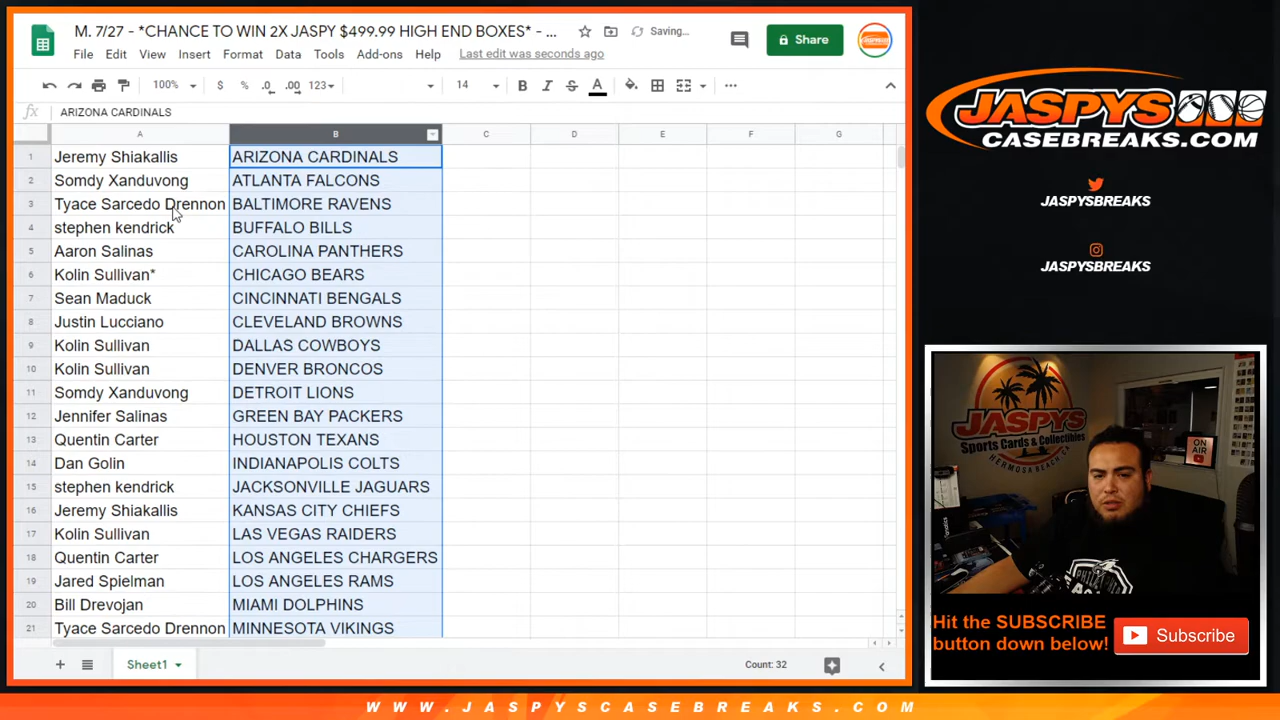 M. 7/27 - *CHANCE TO WIN 2X JASPY $499.99 HIGH END BOXES* - ...
Saving...
Share
File Edit View Insert Format Data Tools Add-ons Help Last edit was seconds ago
100% $ % .0 .00 123 14 B I S A ...
fx ARIZONA CARDINALS
A B C D E F G
1 Jeremy Shiakallis ARIZONA CARDINALS
2 Somdy Xanduvong ATLANTA FALCONS
3 Tyace Sarcedo Drennon BALTIMORE RAVENS
4 stephen kendrick BUFFALO BILLS
5 Aaron Salinas CAROLINA PANTHERS
6 Kolin Sullivan* CHICAGO BEARS
7 Sean Maduck CINCINNATI BENGALS
8 Justin Lucciano CLEVELAND BROWNS
9 Kolin Sullivan DALLAS COWBOYS
10 Kolin Sullivan DENVER BRONCOS
11 Somdy Xanduvong DETROIT LIONS
12 Jennifer Salinas GREEN BAY PACKERS
13 Quentin Carter HOUSTON TEXANS
14 Dan Golin INDIANAPOLIS COLTS
15 stephen kendrick JACKSONVILLE JAGUARS
16 Jeremy Shiakallis KANSAS CITY CHIEFS
17 Kolin Sullivan LAS VEGAS RAIDERS
18 Quentin Carter LOS ANGELES CHARGERS
19 Jared Spielman LOS ANGELES RAMS
20 Bill Drevojan MIAMI DOLPHINS
21 Tyace Sarcedo Drennon MINNESOTA VIKINGS
Sheet1
Count: 32
JASPYS
CASEBREAKS.COM
JASPYSBREAKS
JASPYSBREAKS
JASPYS
Sports Cards & Collectibles
HERMOSA BEACH, CA
ON AIR
PHILADELPHIA
Hit the SUBSCRIBE
button down below!
Subscribe
WWW.JASPYSCASEBREAKS.COM